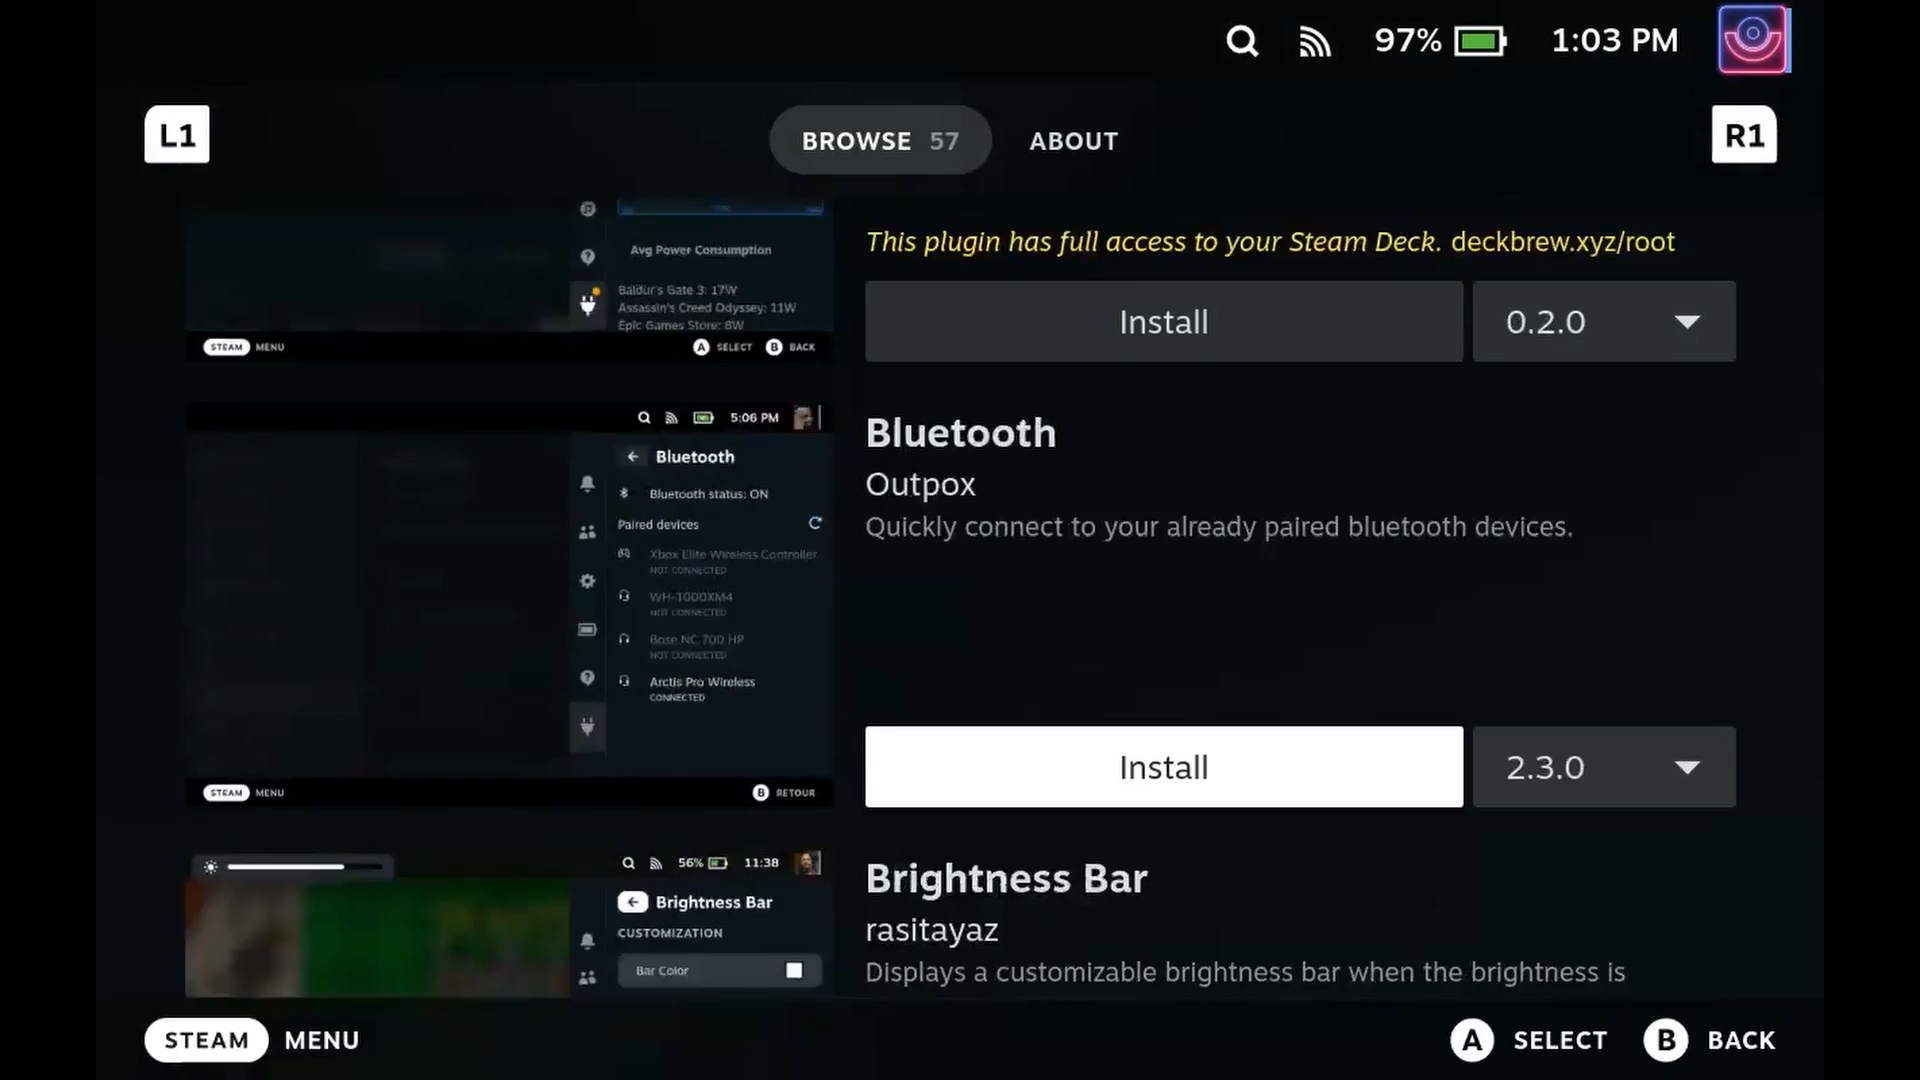 97%
1:03 PM
L1
BROWSE 57
ABOUT
R1
Avg Power Consumption
Baldur's Gate 3: 17W
Assassin's Creed Odyssey: 11W
Epic Games Store: 8W
STEAM MENU
A SELECT B BACK
This plugin has full access to your Steam Deck. deckbrew.xyz/root
Install
0.2.0
5:06 PM
Bluetooth
Bluetooth status: ON
Paired devices
Xbox Elite Wireless Controller
NOT CONNECTED
WH-1000XM4
NOT CONNECTED
Bose NC 700 HP
NOT CONNECTED
Arctis Pro Wireless
CONNECTED
STEAM MENU
B RETOUR
Bluetooth
Outpox
Quickly connect to your already paired bluetooth devices.
Install
2.3.0
56%
11:38
Brightness Bar
CUSTOMIZATION
Bar Color
Brightness Bar
rasitayaz
Displays a customizable brightness bar when the brightness is
STEAM MENU
A SELECT B BACK